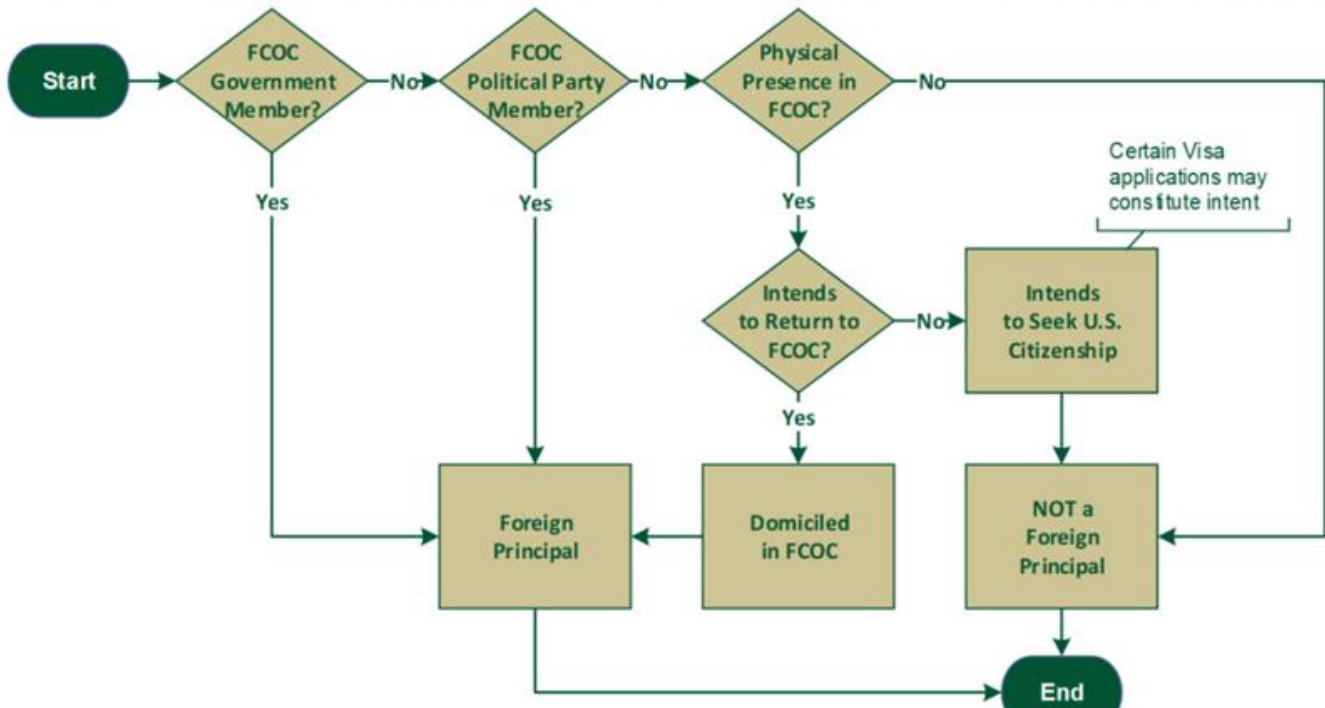 Start
FCOC
Government
Member?
No
FCOC
Political Party
Member?
No
Physical
Presence in
FCOC?
No
Certain Visa
applications may
constitute intent
Yes
Yes
Yes
Intends
to Return to
FCOC?
No
Intends
to Seek U.S.
Citizenship
Yes
Foreign
Principal
Domiciled
in FCOC
NOT a
Foreign
Principal
End